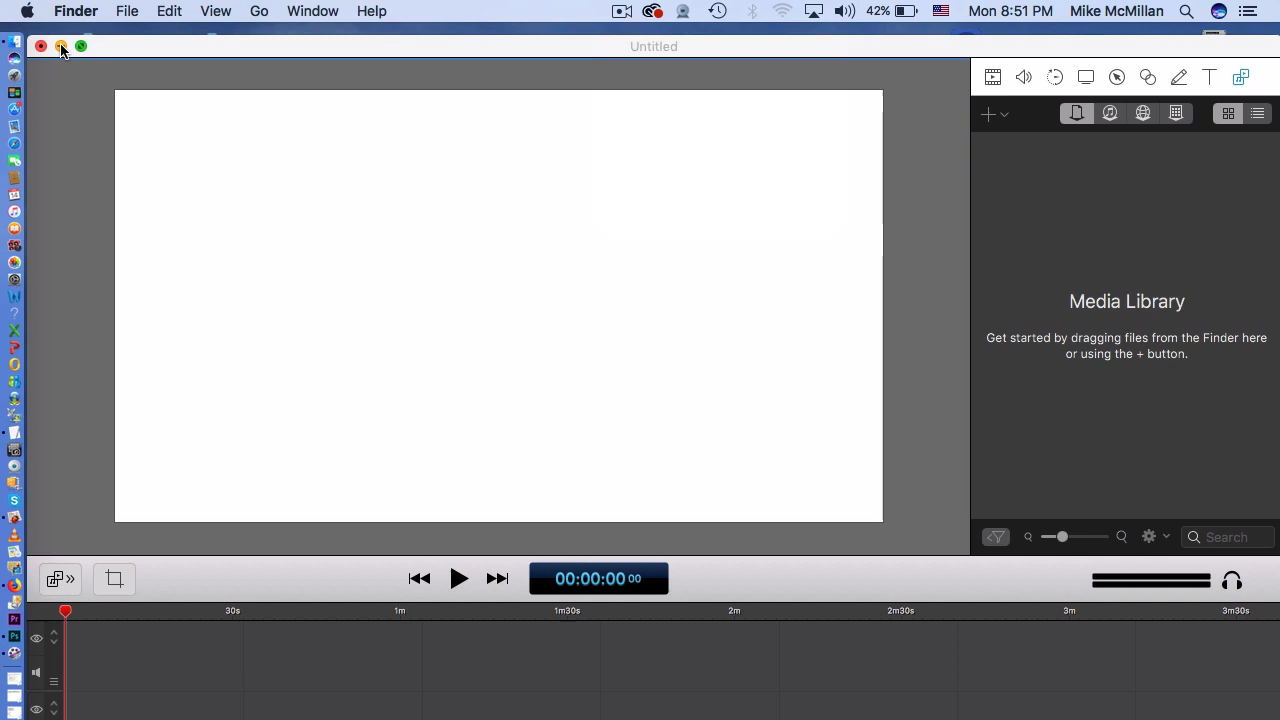 Finder File Edit View Go Window Help 42% Mon 8:51 PM Mike McMillan
Untitled
Media Library
Get started by dragging files from the Finder here
or using the + button.
Search
00:00:00 00
30s 1m 1m30s 2m 2m30s 3m 3m30s